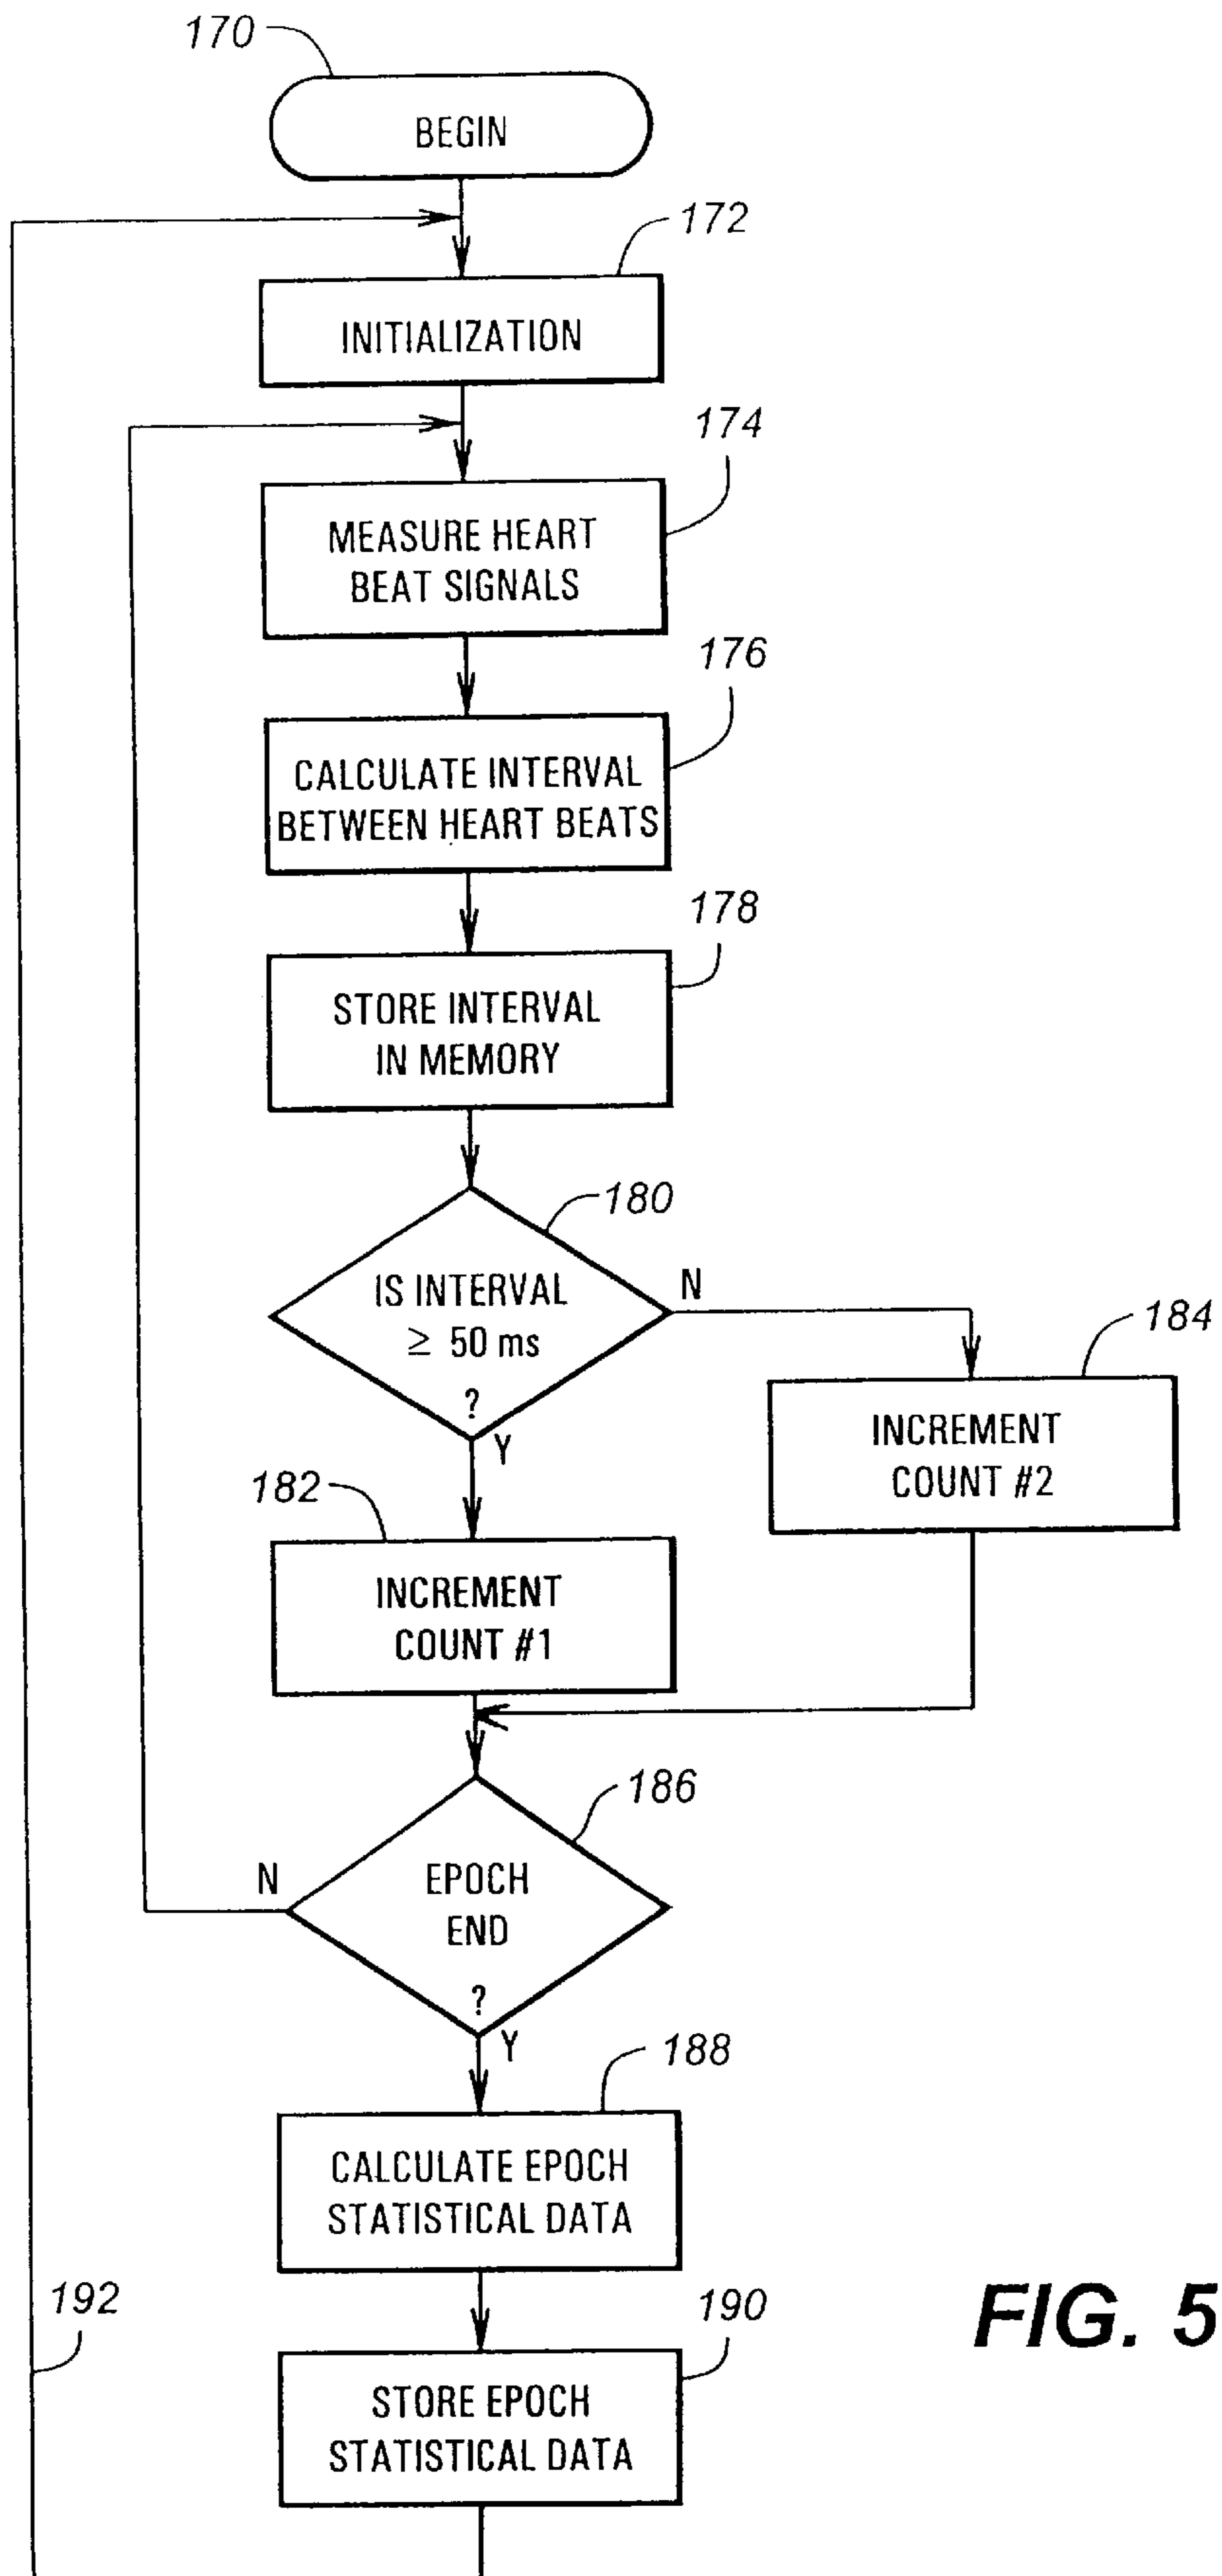 170
BEGIN
172
INITIALIZATION
174
MEASURE HEART
BEAT SIGNALS
176
CALCULATE INTERVAL
BETWEEN HEART BEATS
178
STORE INTERVAL
IN MEMORY
180
IS INTERVAL
≥ 50 ms
?
N
Y
184
INCREMENT
COUNT #2
182
INCREMENT
COUNT #1
186
EPOCH
END
?
N
Y
188
CALCULATE EPOCH
STATISTICAL DATA
192
190
STORE EPOCH
STATISTICAL DATA
FIG. 5